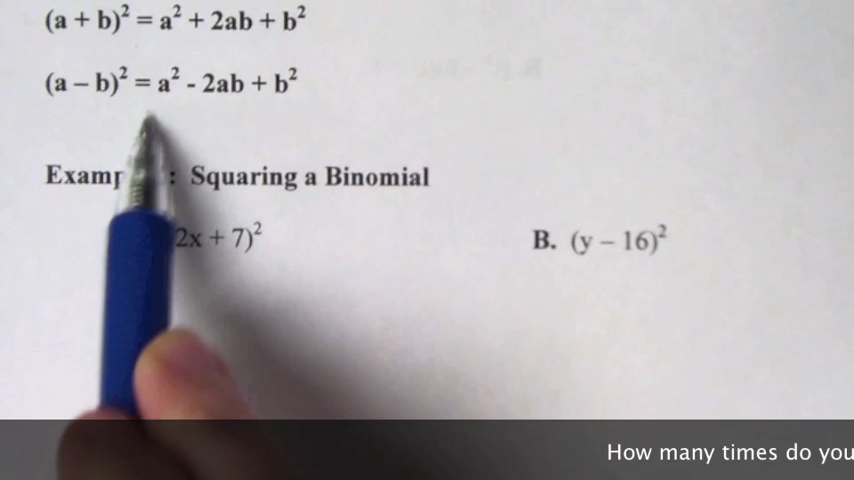 (a + b)² = a² + 2ab + b²
(a – b)² = a² - 2ab + b²
: Squaring a Binomial
2x + 7)²
B. (y – 16)²
How many times do you